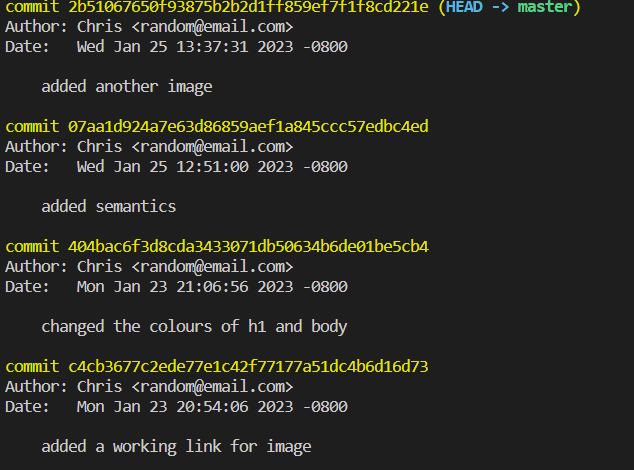 commit 2b51067650f93875b2b2d1ff859ef7f1f8cd221e (HEAD -> master)
Author: Chris <random@email.com>
Date:   Wed Jan 25 13:37:31 2023 -0800
added another image
commit 07aa1d924a7e63d86859aef1a845ccc57edbc4ed
Author: Chris <random@email.com>
Date:   Wed Jan 25 12:51:00 2023 -0800
added semantics
commit 404bac6f3d8cda3433071db50634b6de01be5cb4
Author: Chris <random@email.com>
Date:   Mon Jan 23 21:06:56 2023 -0800
changed the colours of h1 and body
commit c4cb3677c2ede77e1c42f77177a51dc4b6d16d73
Author: Chris <random@email.com>
Date:   Mon Jan 23 20:54:06 2023 -0800
added a working link for image